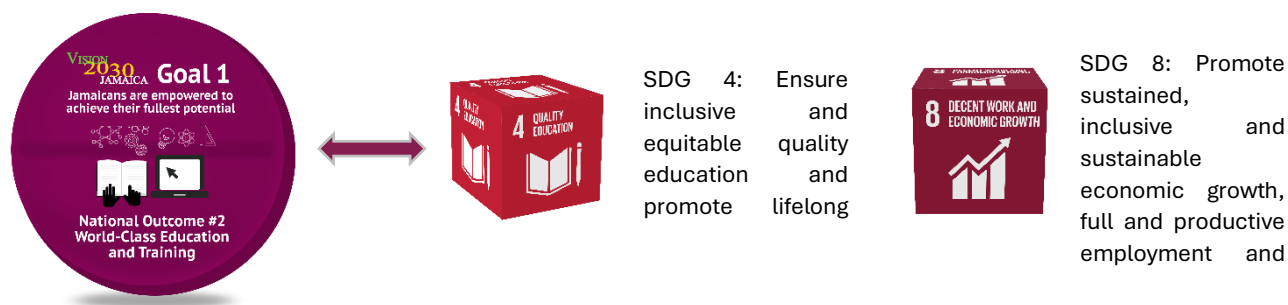 VISION
2030
JAMAICA
Goal 1
Jamaicans are empowered to
achieve their fullest potential
National Outcome #2
World-Class Education
and Training
4 QUALITY
EDUCATION
4 QUALITY
EDUCATION
SDG 4: Ensure
inclusive and
equitable quality
education and
promote lifelong
8 DECENT WORK AND
ECONOMIC GROWTH
SDG 8: Promote
sustained,
inclusive and
sustainable
economic growth,
full and productive
employment and